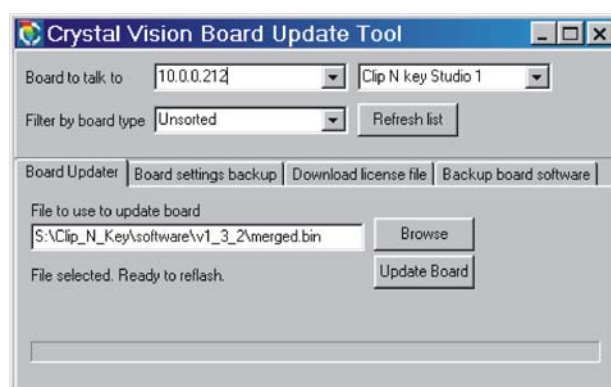 Crystal Vision Board Update Tool
Board to talk to 10.0.0.212 Clip N key Studio 1
Filter by board type Unsorted Refresh list
Board Updater Board settings backup Download license file Backup board software
File to use to update board
S:\Clip_N_Key\software\v1_3_2\merged.bin Browse
File selected. Ready to reflash. Update Board